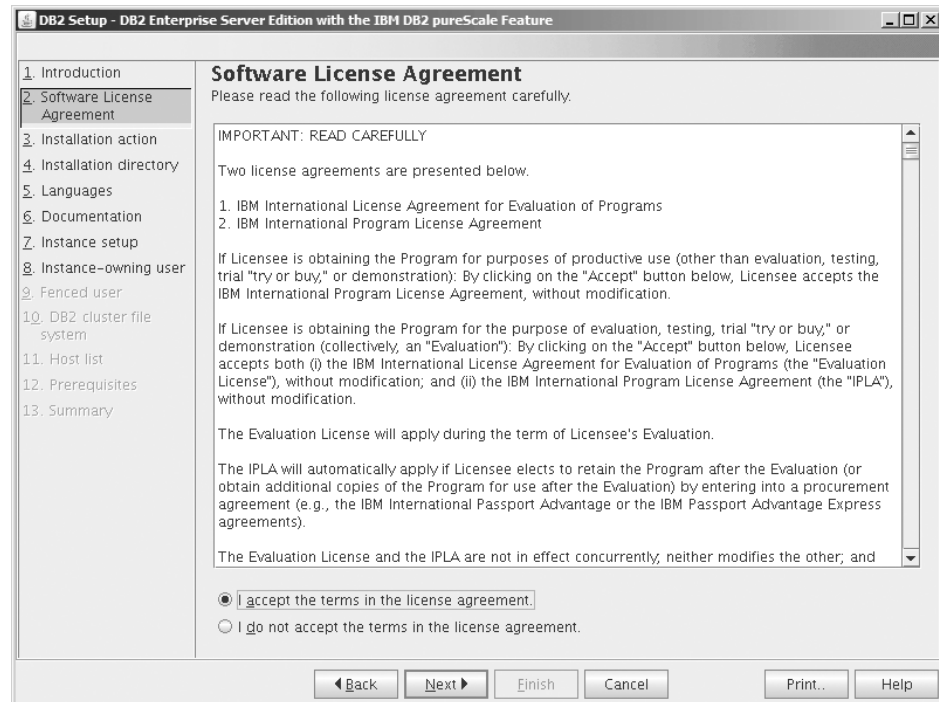 DB2 Setup - DB2 Enterprise Server Edition with the IBM DB2 pureScale Feature
1. Introduction
2. Software License
Agreement
3. Installation action
4. Installation directory
5. Languages
6. Documentation
7. Instance setup
8. Instance-owning user
9. Fenced user
10. DB2 cluster file
system
11. Host list
12. Prerequisites
13. Summary
Software License Agreement
Please read the following license agreement carefully.
IMPORTANT: READ CAREFULLY
Two license agreements are presented below.
1. IBM International License Agreement for Evaluation of Programs
2. IBM International Program License Agreement
If Licensee is obtaining the Program for purposes of productive use (other than evaluation, testing,
trial "try or buy," or demonstration): By clicking on the "Accept" button below, Licensee accepts the
IBM International Program License Agreement, without modification.
If Licensee is obtaining the Program for the purpose of evaluation, testing, trial "try or buy," or
demonstration (collectively, an "Evaluation"): By clicking on the "Accept" button below, Licensee
accepts both (i) the IBM International License Agreement for Evaluation of Programs (the "Evaluation
License"), without modification; and (ii) the IBM International Program License Agreement (the "IPLA"),
without modification.
The Evaluation License will apply during the term of Licensee's Evaluation.
The IPLA will automatically apply if Licensee elects to retain the Program after the Evaluation (or
obtain additional copies of the Program for use after the Evaluation) by entering into a procurement
agreement (e.g., the IBM International Passport Advantage or the IBM Passport Advantage Express
agreements).
The Evaluation License and the IPLA are not in effect concurrently; neither modifies the other; and
I accept the terms in the license agreement.
I do not accept the terms in the license agreement.
Back
Next
Finish
Cancel
Print..
Help